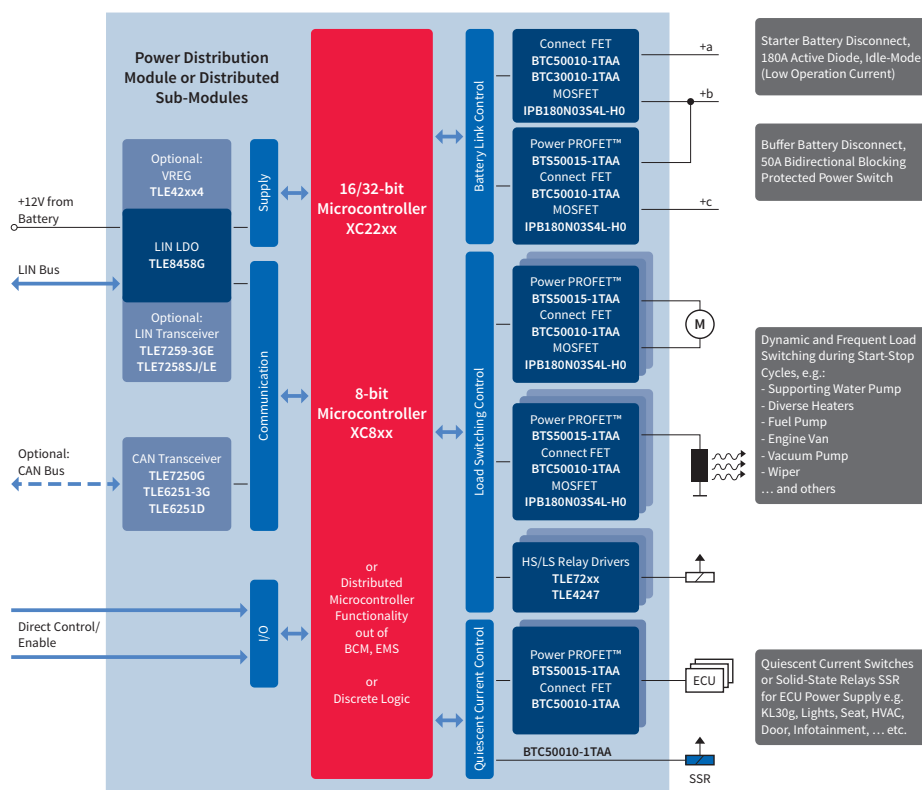 Power Distribution
Module or Distributed
Sub-Modules
Optional:
VREG
TLE42xx4
+12V from
Battery
LIN LDO
TLE8458G
LIN Bus
Optional:
LIN Transceiver
TLE7259-3GE
TLE7258SJ/LE
Optional:
CAN Bus
CAN Transceiver
TLE7250G
TLE6251-3G
TLE6251D
Direct Control/
Enable
Supply
Communication
I/O
16/32-bit
Microcontroller
XC22xx
8-bit
Microcontroller
XC8xx
or
Distributed
Microcontroller
Functionality
out of
BCM, EMS
or
Discrete Logic
Battery Link Control
Load Switching Control
Quiescent Current Control
Connect FET
BTC50010-1TAA
BTC30010-1TAA
MOSFET
IPB180N03S4L-H0
Power PROFET™
BTS50015-1TAA
Connect FET
BTC50010-1TAA
MOSFET
IPB180N03S4L-H0
Power PROFET™
BTS50015-1TAA
Connect FET
BTC50010-1TAA
MOSFET
IPB180N03S4L-H0
Power PROFET™
BTS50015-1TAA
Connect FET
BTC50010-1TAA
MOSFET
IPB180N03S4L-H0
HS/LS Relay Drivers
TLE72xx
TLE4247
Power PROFET™
BTS50015-1TAA
Connect FET
BTC50010-1TAA
BTC50010-1TAA
+a
+b
+c
M
ECU
SSR
Starter Battery Disconnect,
180A Active Diode, Idle-Mode
(Low Operation Current)
Buffer Battery Disconnect,
50A Bidirectional Blocking
Protected Power Switch
Dynamic and Frequent Load
Switching during Start-Stop
Cycles, e.g.:
- Supporting Water Pump
- Diverse Heaters
- Fuel Pump
- Engine Van
- Vacuum Pump
- Wiper
… and others
Quiescent Current Switches
or Solid-State Relays SSR
for ECU Power Supply e.g.
KL30g, Lights, Seat, HVAC,
Door, Infotainment, … etc.